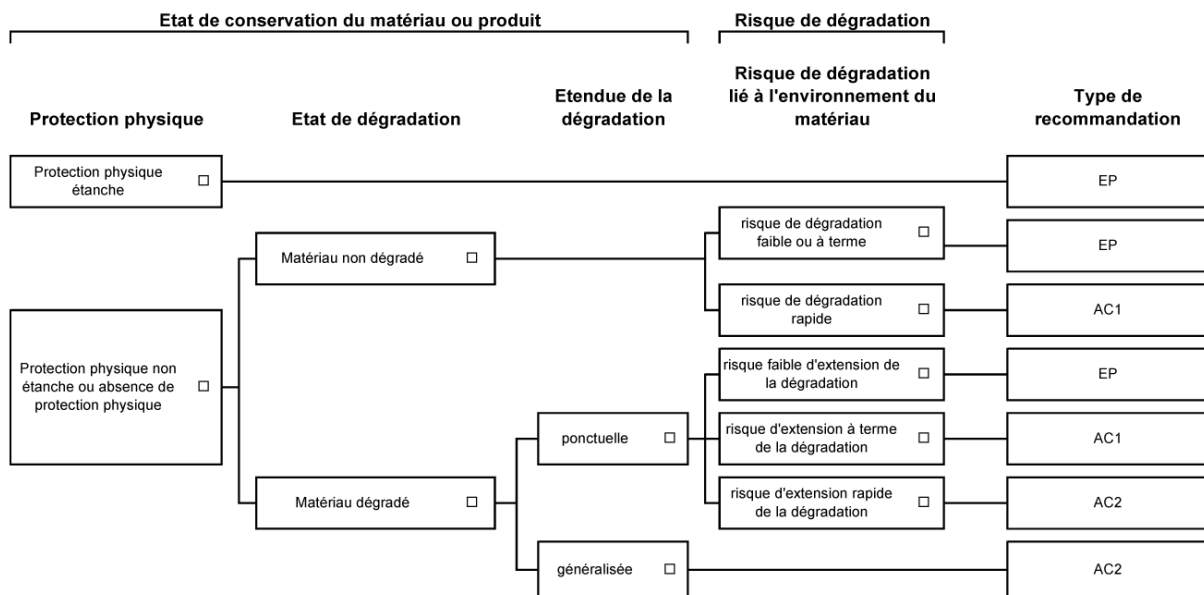 Etat de conservation du matériau ou produit
Risque de dégradation
Protection physique
Etat de dégradation
Etendue de la
dégradation
Risque de dégradation
lié à l'environnement du
matériau
Type de
recommandation
Protection physique
étanche
EP
risque de dégradation
faible ou à terme
EP
Matériau non dégradé
risque de dégradation
rapide
AC1
Protection physique non
étanche ou absence de
protection physique
risque faible d'extension de
la dégradation
EP
ponctuelle
risque d'extension à terme
de la dégradation
AC1
Matériau dégradé
risque d'extension rapide
de la dégradation
AC2
généralisée
AC2